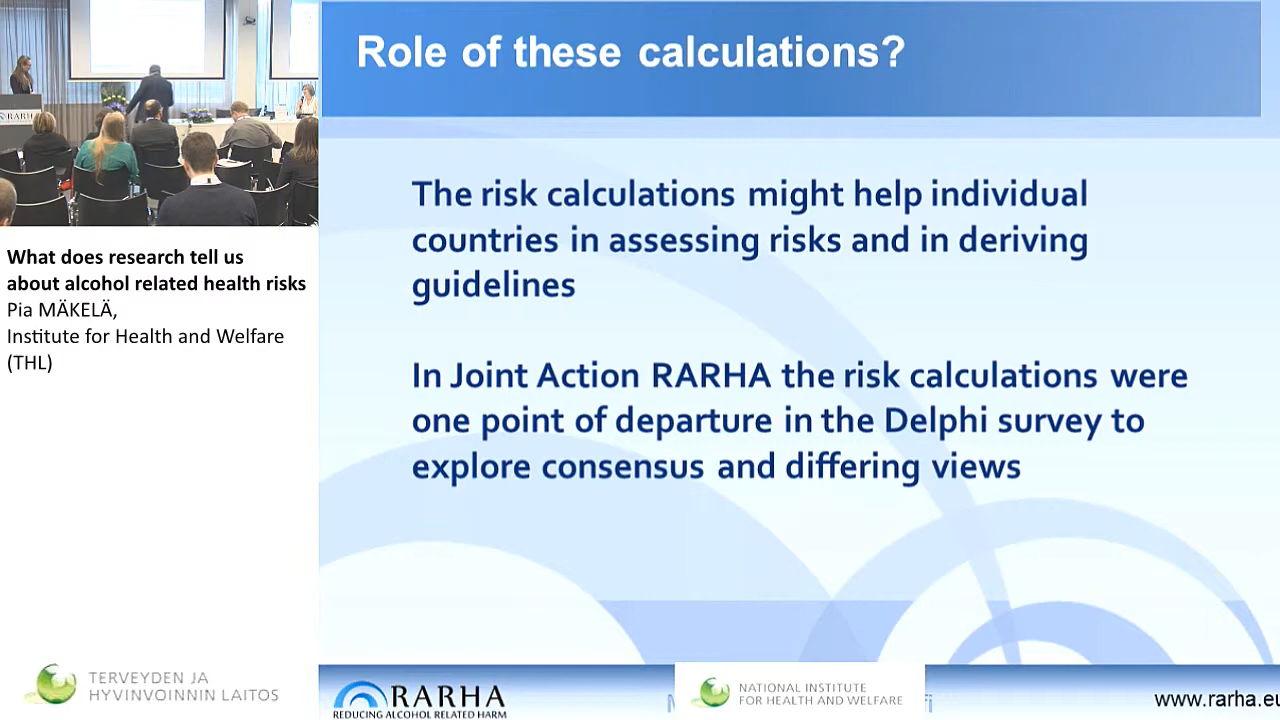 RARH
What does research tell us
about alcohol related health risks
Pia MÄKELÄ,
Institute for Health and Welfare
(THL)
TERVEYDEN JA
HYVINVOINNIN LAITOS
Role of these calculations?
The risk calculations might help individual
countries in assessing risks and in deriving
guidelines
In Joint Action RARHA the risk calculations were
one point of departure in the Delphi survey to
explore consensus and differing views
RARHA
REDUCING ALCOHOL RELATED HARM
NATIONAL INSTITUTE
FOR HEALTH AND WELFARE
www.rarha.eu